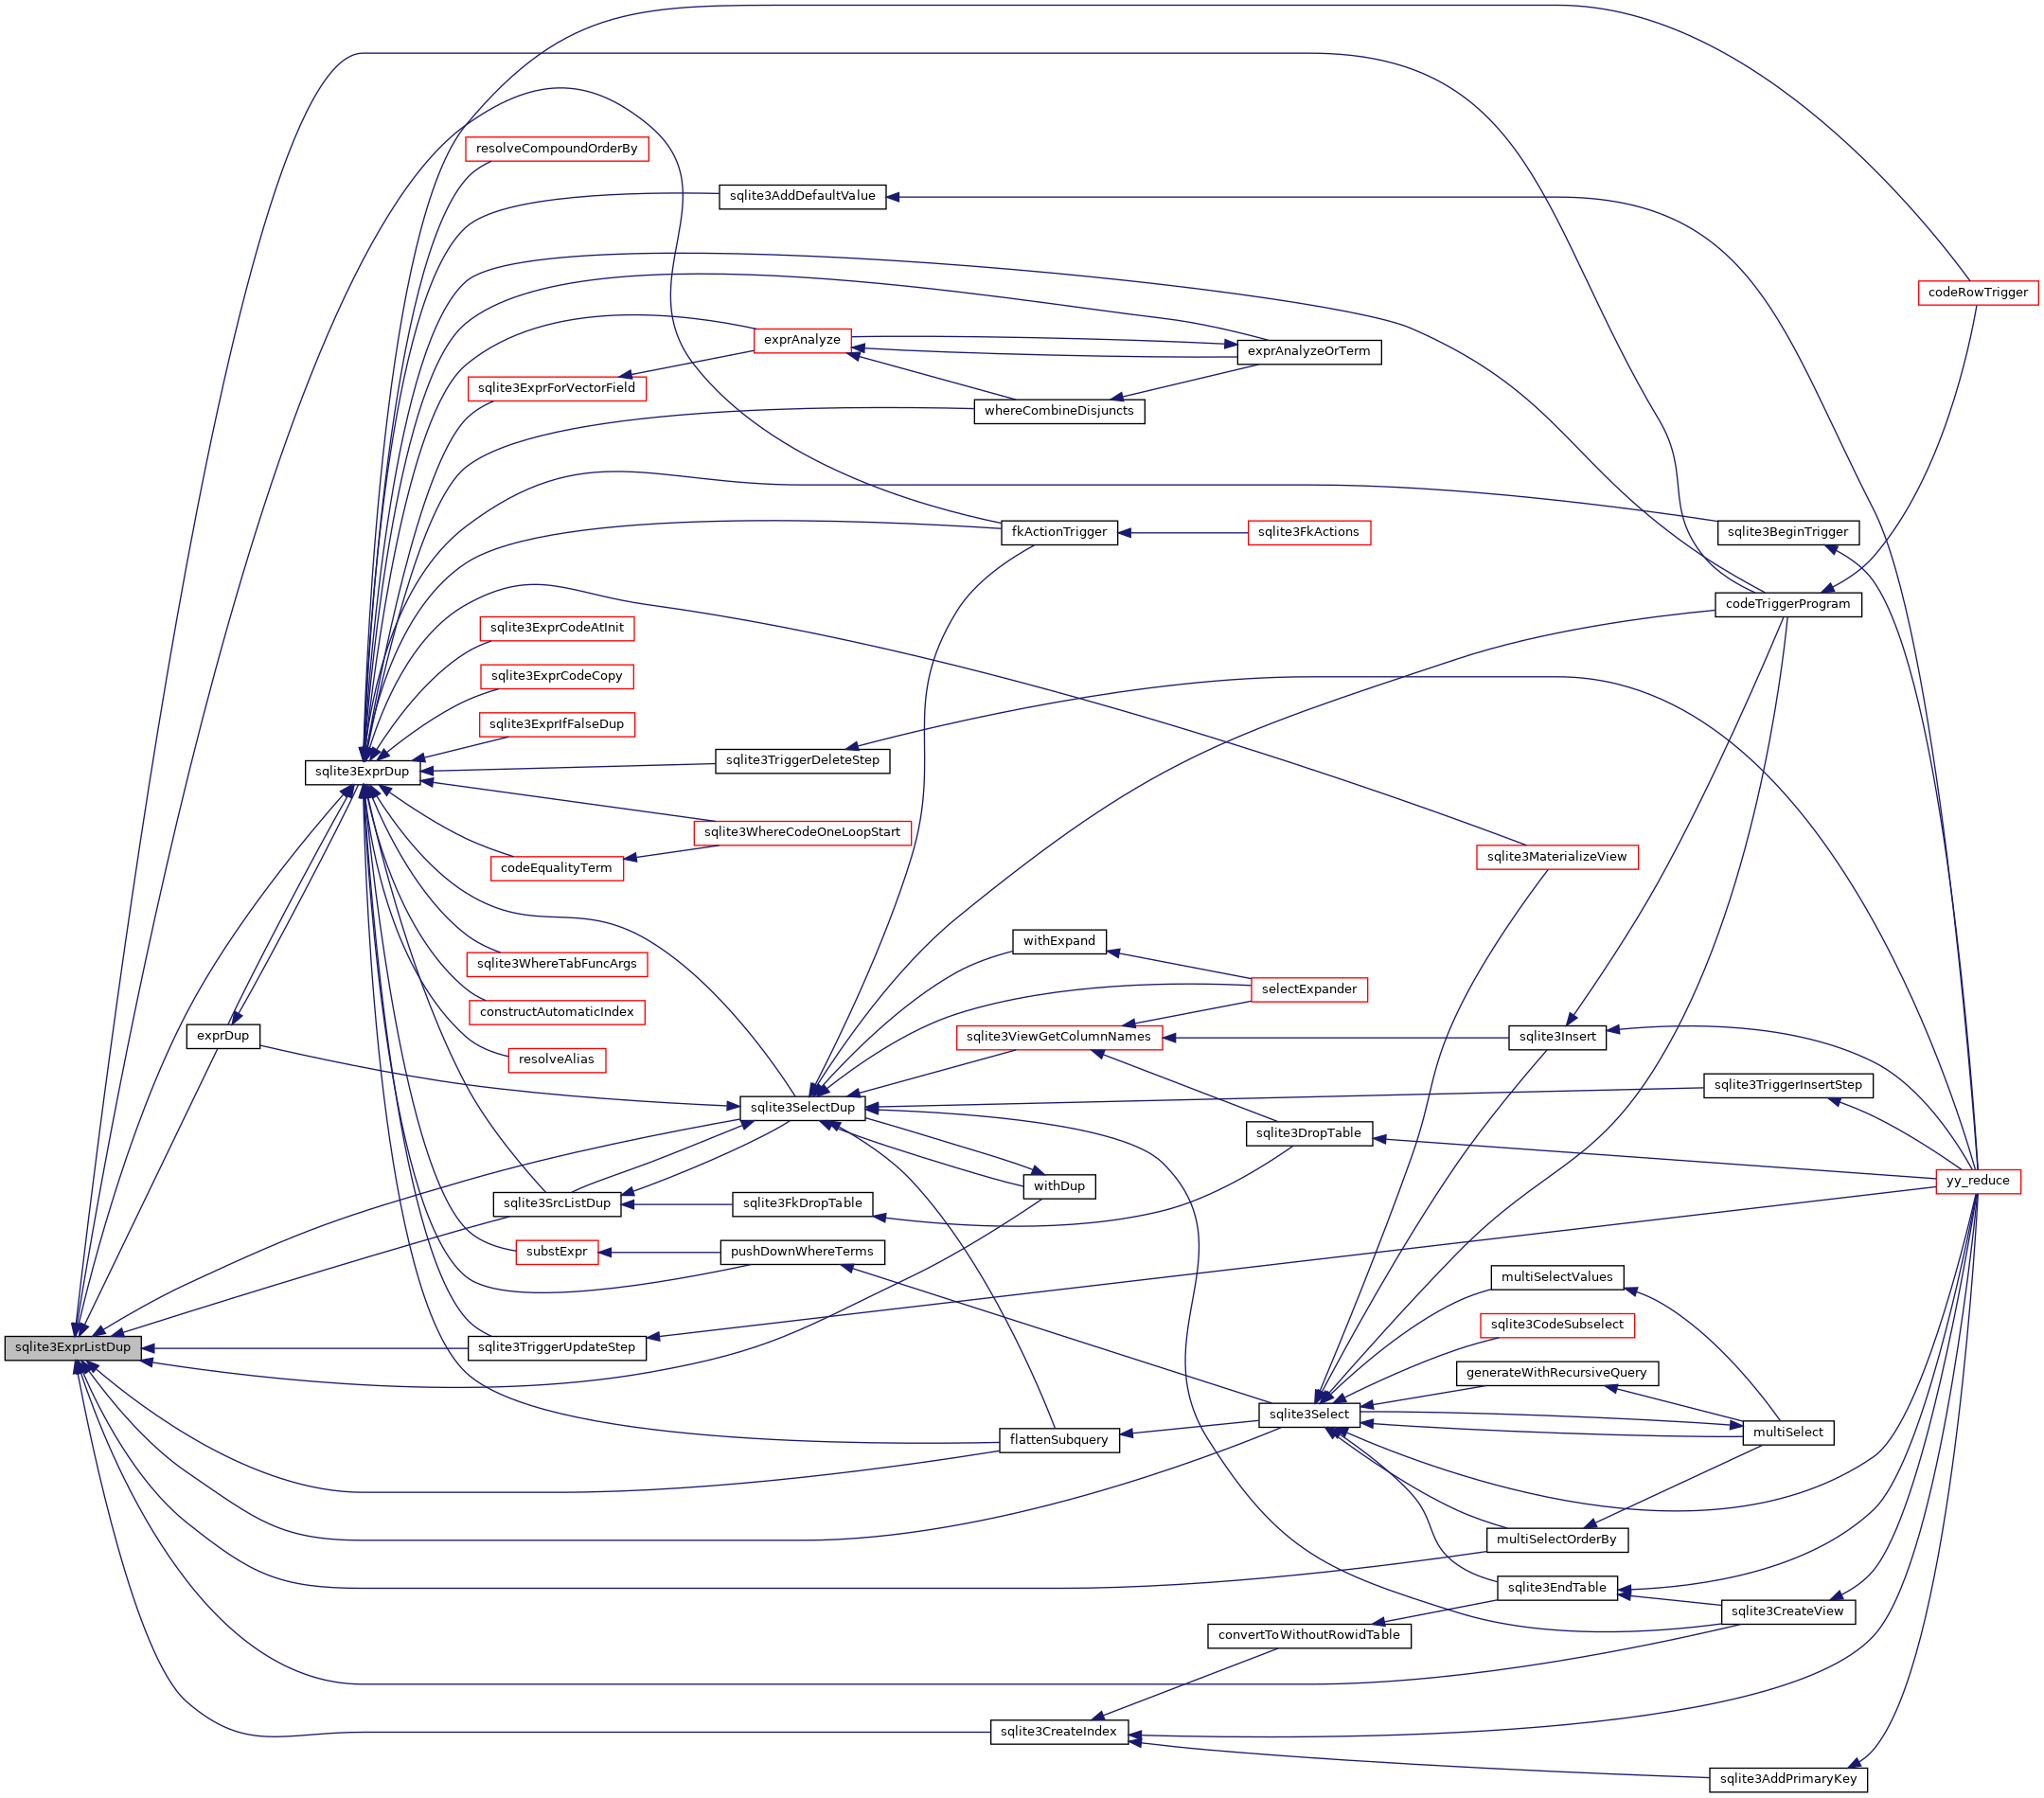 resolveCompoundOrderBy
sqlite3AddDefaultValue
codeRowTrigger
exprAnalyze
exprAnalyzeOrTerm
sqlite3ExprForVectorField
whereCombineDisjuncts
fkActionTrigger
sqlite3FkActions
sqlite3BeginTrigger
codeTriggerProgram
sqlite3ExprCodeAtInit
sqlite3ExprCodeCopy
sqlite3ExprIfFalseDup
sqlite3TriggerDeleteStep
sqlite3ExprDup
sqlite3WhereCodeOneLoopStart
sqlite3MaterializeView
codeEqualityTerm
withExpand
sqlite3WhereTabFuncArgs
selectExpander
constructAutomaticIndex
exprDup
sqlite3ViewGetColumnNames
sqlite3Insert
resolveAlias
sqlite3TriggerInsertStep
sqlite3SelectDup
sqlite3DropTable
yy_reduce
withDup
sqlite3SrcListDup
sqlite3FkDropTable
substExpr
pushDownWhereTerms
multiSelectValues
sqlite3CodeSubselect
sqlite3ExprListDup
sqlite3TriggerUpdateStep
generateWithRecursiveQuery
sqlite3Select
multiSelect
flattenSubquery
multiSelectOrderBy
sqlite3EndTable
sqlite3CreateView
convertToWithoutRowidTable
sqlite3CreateIndex
sqlite3AddPrimaryKey